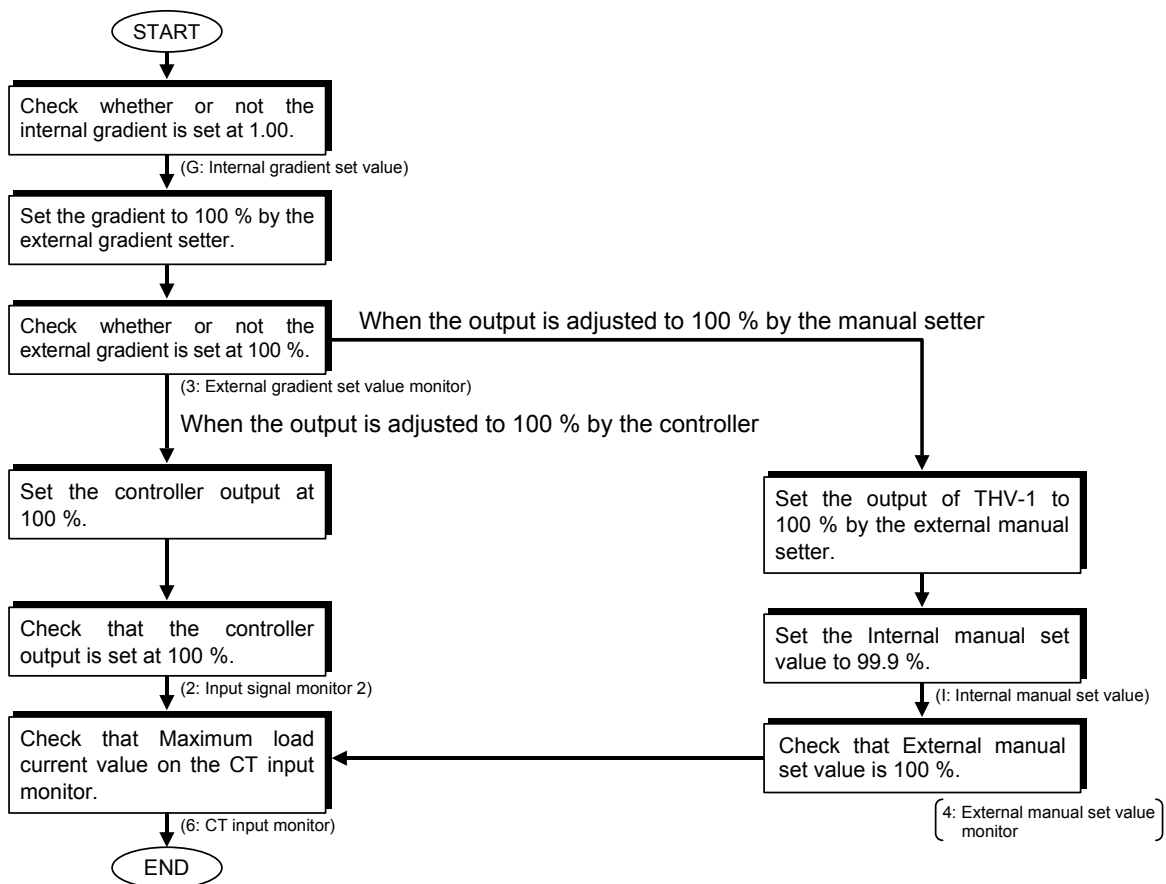 START
Check whether or not the
internal gradient is set at 1.00.
(G: Internal gradient set value)
Set the gradient to 100 % by the
external gradient setter.
Check whether or not the
external gradient is set at 100 %.
When the output is adjusted to 100 % by the manual setter
(3: External gradient set value monitor)
When the output is adjusted to 100 % by the controller
Set the controller output at
100 %.
Check that the controller
output is set at 100 %.
(2: Input signal monitor 2)
Set the output of THV-1 to
100 % by the external manual
setter.
Set the Internal manual set
value to 99.9 %.
(I: Internal manual set value)
Check that External manual
set value is 100 %.
4: External manual set value
monitor
Check that Maximum load
current value on the CT input
monitor.
(6: CT input monitor)
END